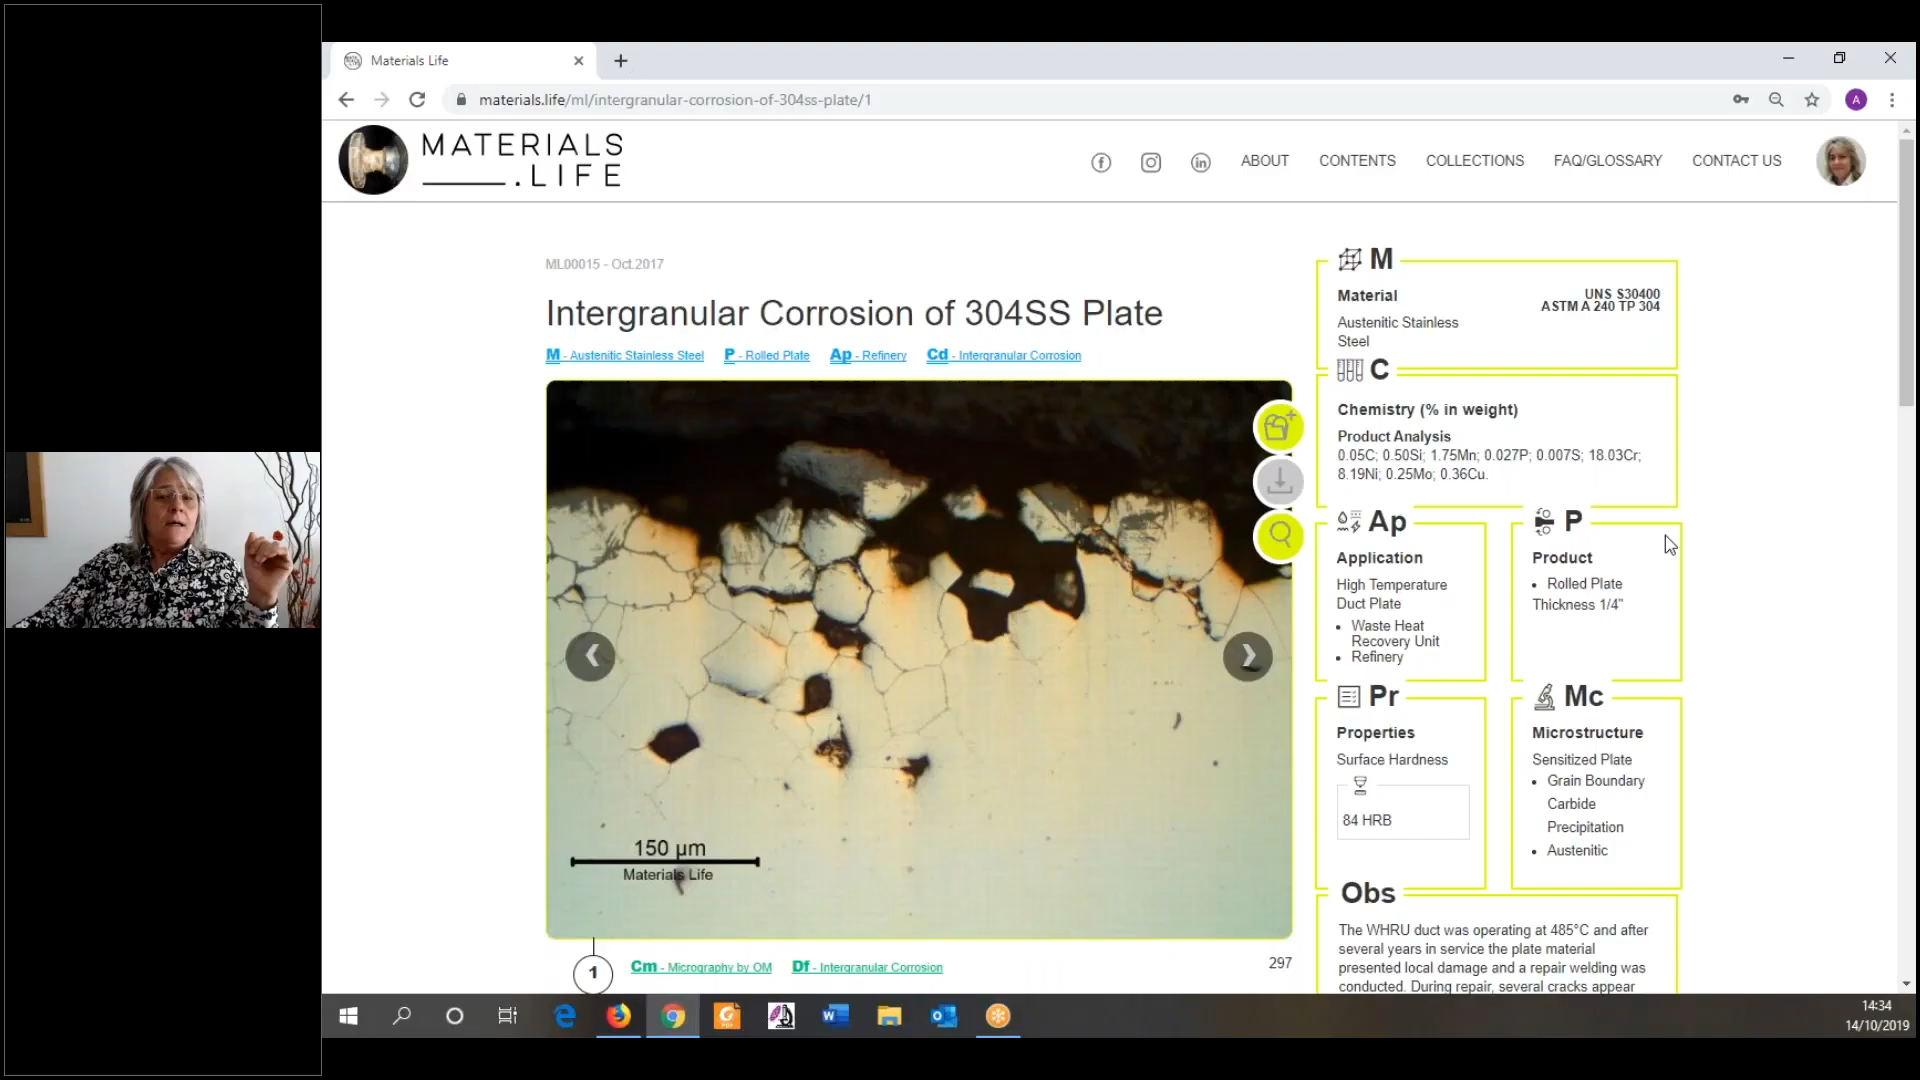 Materials Life
materials.life/ml/intergranular-corrosion-of-304ss-plate/1
A
MATERIALS
.LIFE
ABOUT
CONTENTS
COLLECTIONS
FAQ/GLOSSARY
CONTACT US
ML00015 - Oct.2017
Intergranular Corrosion of 304SS Plate
M - Austenitic Stainless Steel
P - Rolled Plate
Ap - Refinery
Cd - Intergranular Corrosion
150 µm
Materials Life
1
Cm - Micrography by OM
Df - Intergranular Corrosion
297
M
Material
UNS S30400
ASTM A 240 TP 304
Austenitic Stainless
Steel
C
Chemistry (% in weight)
Product Analysis
0.05C; 0.50Si; 1.75Mn; 0.027P; 0.007S; 18.03Cr;
8.19Ni; 0.25Mo; 0.36Cu.
Ap
Application
High Temperature
Duct Plate
• Waste Heat
Recovery Unit
• Refinery
P
Product
• Rolled Plate
Thickness 1/4"
Pr
Properties
Surface Hardness
84 HRB
Mc
Microstructure
Sensitized Plate
• Grain Boundary
Carbide
Precipitation
• Austenitic
Obs
The WHRU duct was operating at 485°C and after
several years in service the plate material
presented local damage and a repair welding was
conducted. During repair, several cracks appear
14:34
14/10/2019